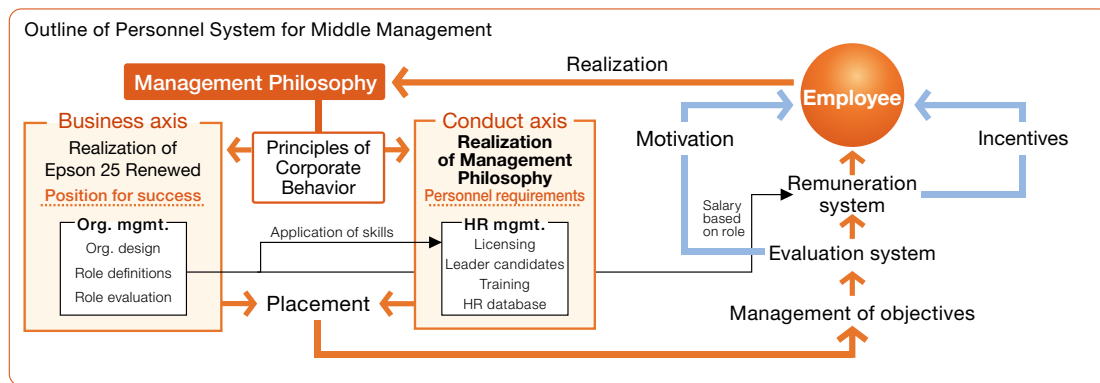 Outline of Personnel System for Middle Management
Realization
Management Philosophy
Employee
Business axis
Realization of
Epson 25 Renewed
Position for success
Org. mgmt.
Org. design
Role definitions
Role evaluation
Principles of
Corporate
Behavior
Conduct axis
Realization
of Management
Philosophy
Personnel requirements
HR mgmt.
Licensing
Leader candidates
Training
HR database
Application of skills
Placement
Motivation
Incentives
Salary
based
on role
Remuneration
system
Evaluation system
Management of objectives